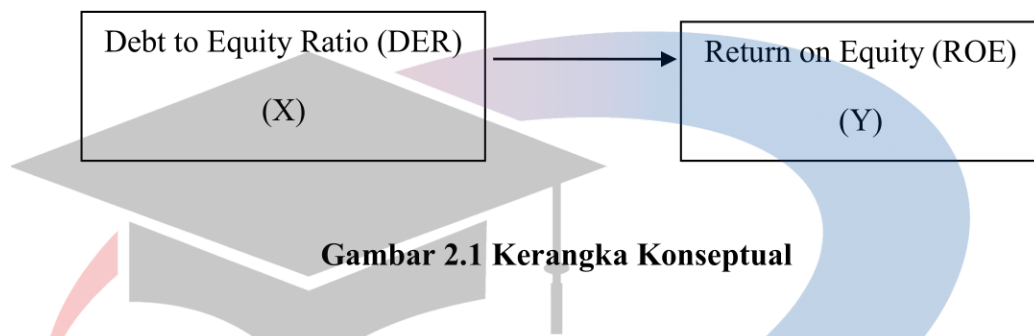 Debt to Equity Ratio (DER)
(X)
Return on Equity (ROE)
(Y)
Gambar 2.1 Kerangka Konseptual